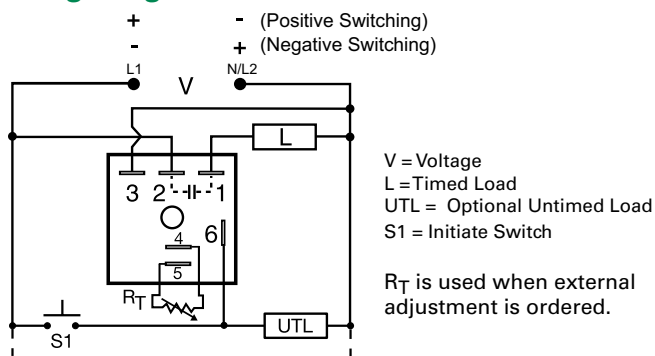 + - (Positive Switching)
- + (Negative Switching)
L1 N/L2
V
L
3 2 1
6
4
5
RT
UTL
S1
V = Voltage
L = Timed Load
UTL = Optional Untimed Load
S1 = Initiate Switch
RT is used when external
adjustment is ordered.